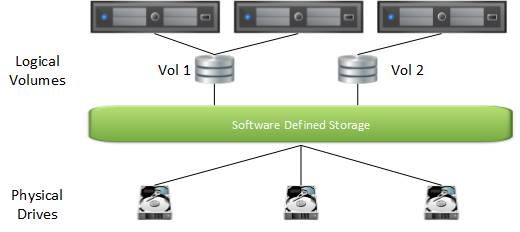 Logical
Volumes
Vol 1
Vol 2
Software Defined Storage
Physical
Drives